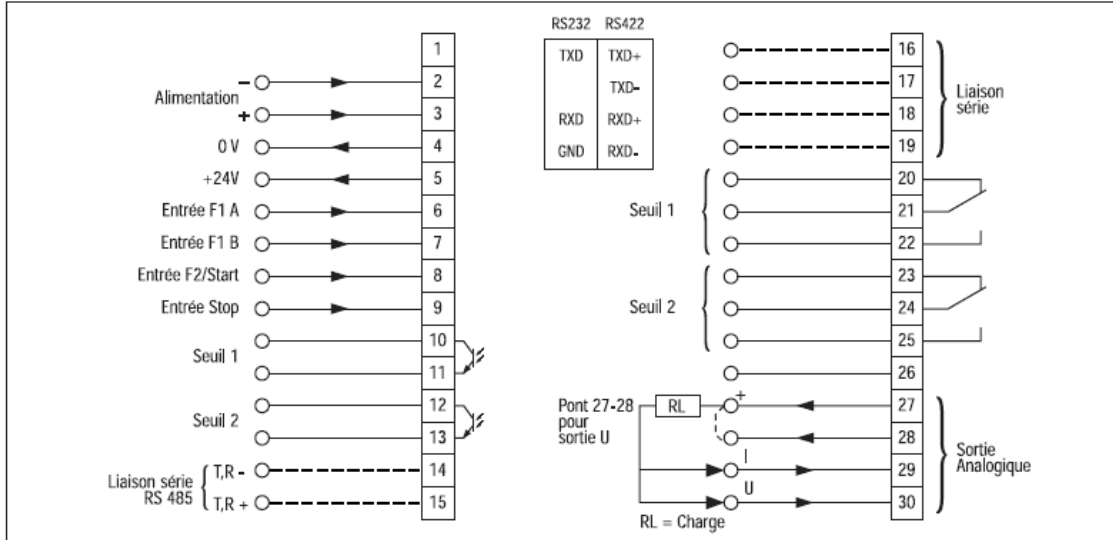 1
2
3
4
5
6
7
8
9
10
11
12
13
14
15
–
Alimentation
+
0 V
+24V
Entrée F1 A
Entrée F1 B
Entrée F2/Start
Entrée Stop
Seuil 1
Seuil 2
Liaison série
RS 485
T,R -
T,R +
RS232 RS422
TXD TXD+
TXD-
RXD RXD+
GND RXD-
16
17
18
19
20
21
22
23
24
25
26
27
28
29
30
Liaison
série
Seuil 1
Seuil 2
Pont 27-28
pour
sortie U
RL
+
I
U
RL = Charge
Sortie
Analogique